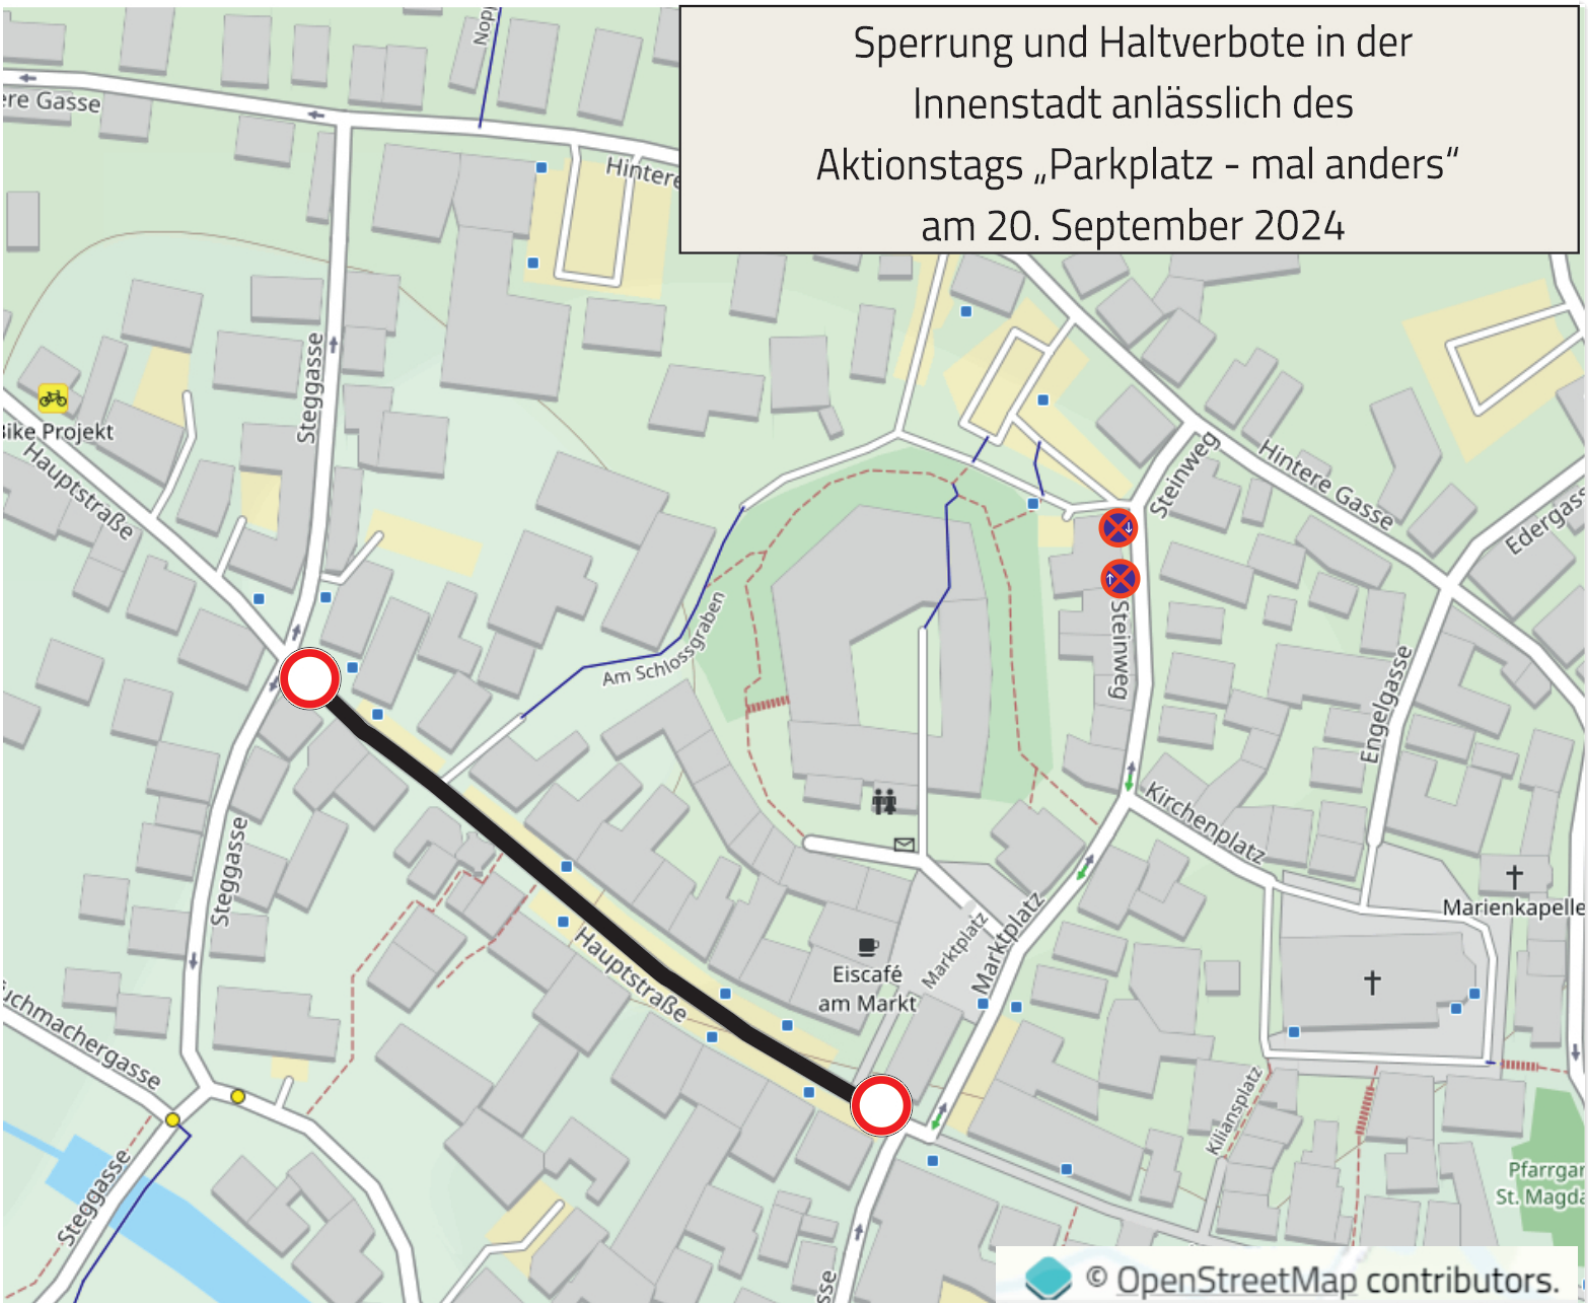 Sperrung und Haltverbote in der
Innenstadt anlässlich des
Aktionstags „Parkplatz - mal anders“
am 20. September 2024
ere Gasse
Hintere
Steggasse
Bike Projekt
Hauptstraße
Steinweg
Hintere Gasse
Edergass
Am Schlossgraben
Steinweg
Engelgasse
Kirchenplatz
Steggasse
Marienkapelle
Marktplatz
Marktplatz
Eiscafé
am Markt
Hauptstraße
uchmachergasse
Kiliansplatz
Steggasse
Pfarrgar
St. Magda
sse
© OpenStreetMap contributors.